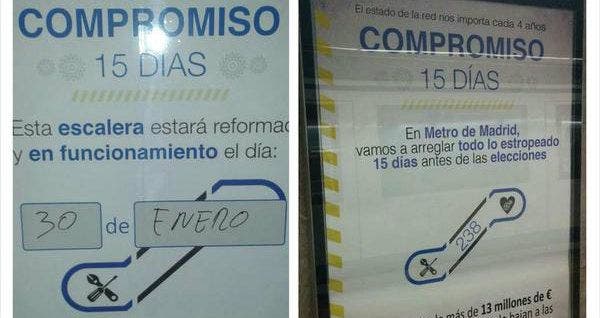 COMPROMISO
15 DÍAS
Esta escalera estará reformad
y en funcionamiento el día:
30 de ENERO
El estado de la red nos importa cada 4 años
COMPROMISO
15 DÍAS
En Metro de Madrid,
vamos a arreglar todo lo estropeado
15 días antes de las elecciones
238
más de 13 millones de €
bajan a las